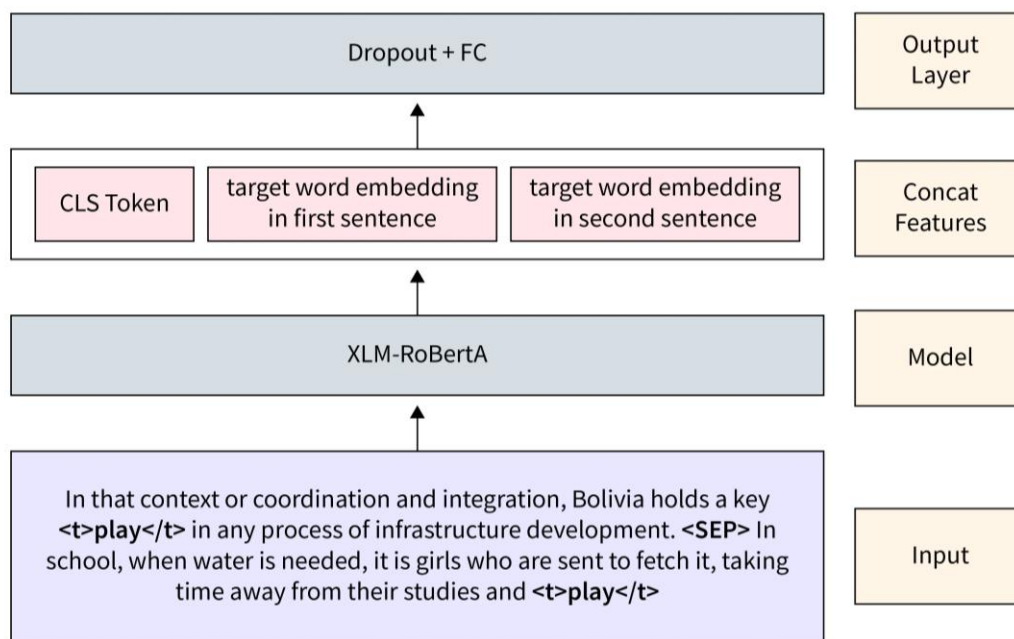 Dropout + FC
Output
Layer
CLS Token
target word embedding
in first sentence
target word embedding
in second sentence
Concat
Features
XLM-RoBertA
Model
In that context or coordination and integration, Bolivia holds a key
<t>play</t> in any process of infrastructure development. <SEP> In
school, when water is needed, it is girls who are sent to fetch it, taking
time away from their studies and <t>play</t>
Input